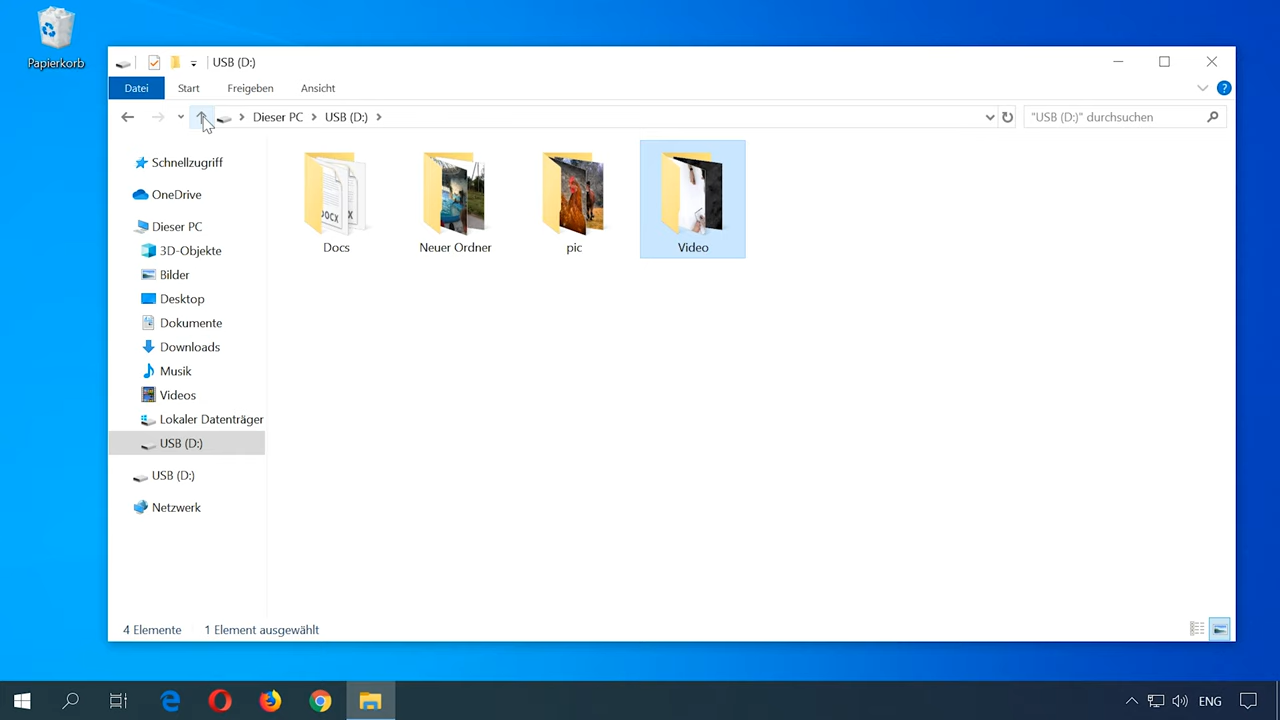 Papierkorb
USB (D:)
Datei Start Freigeben Ansicht
Dieser PC USB (D:) "USB (D:)" durchsuchen
Schnellzugriff
OneDrive
Dieser PC
3D-Objekte
Bilder
Desktop
Dokumente
Downloads
Musik
Videos
Lokaler Datenträger
USB (D:)
USB (D:)
Netzwerk
DOCX
Docs Neuer Ordner pic Video
4 Elemente 1 Element ausgewählt
ENG